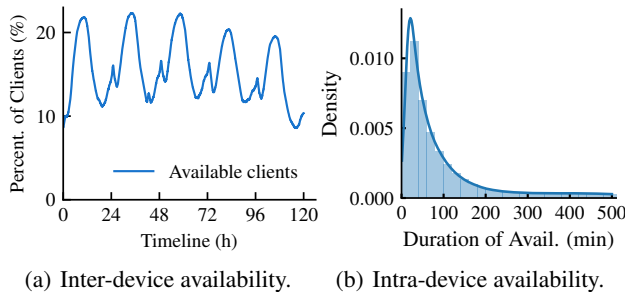 Percent. of Clients (%)
20
10
0
Available clients
0 24 48 72 96 120
Timeline (h)
(a) Inter-device availability.
Density
0.010
0.005
0.000
0 100 200 300 400 500
Duration of Avail. (min)
(b) Intra-device availability.